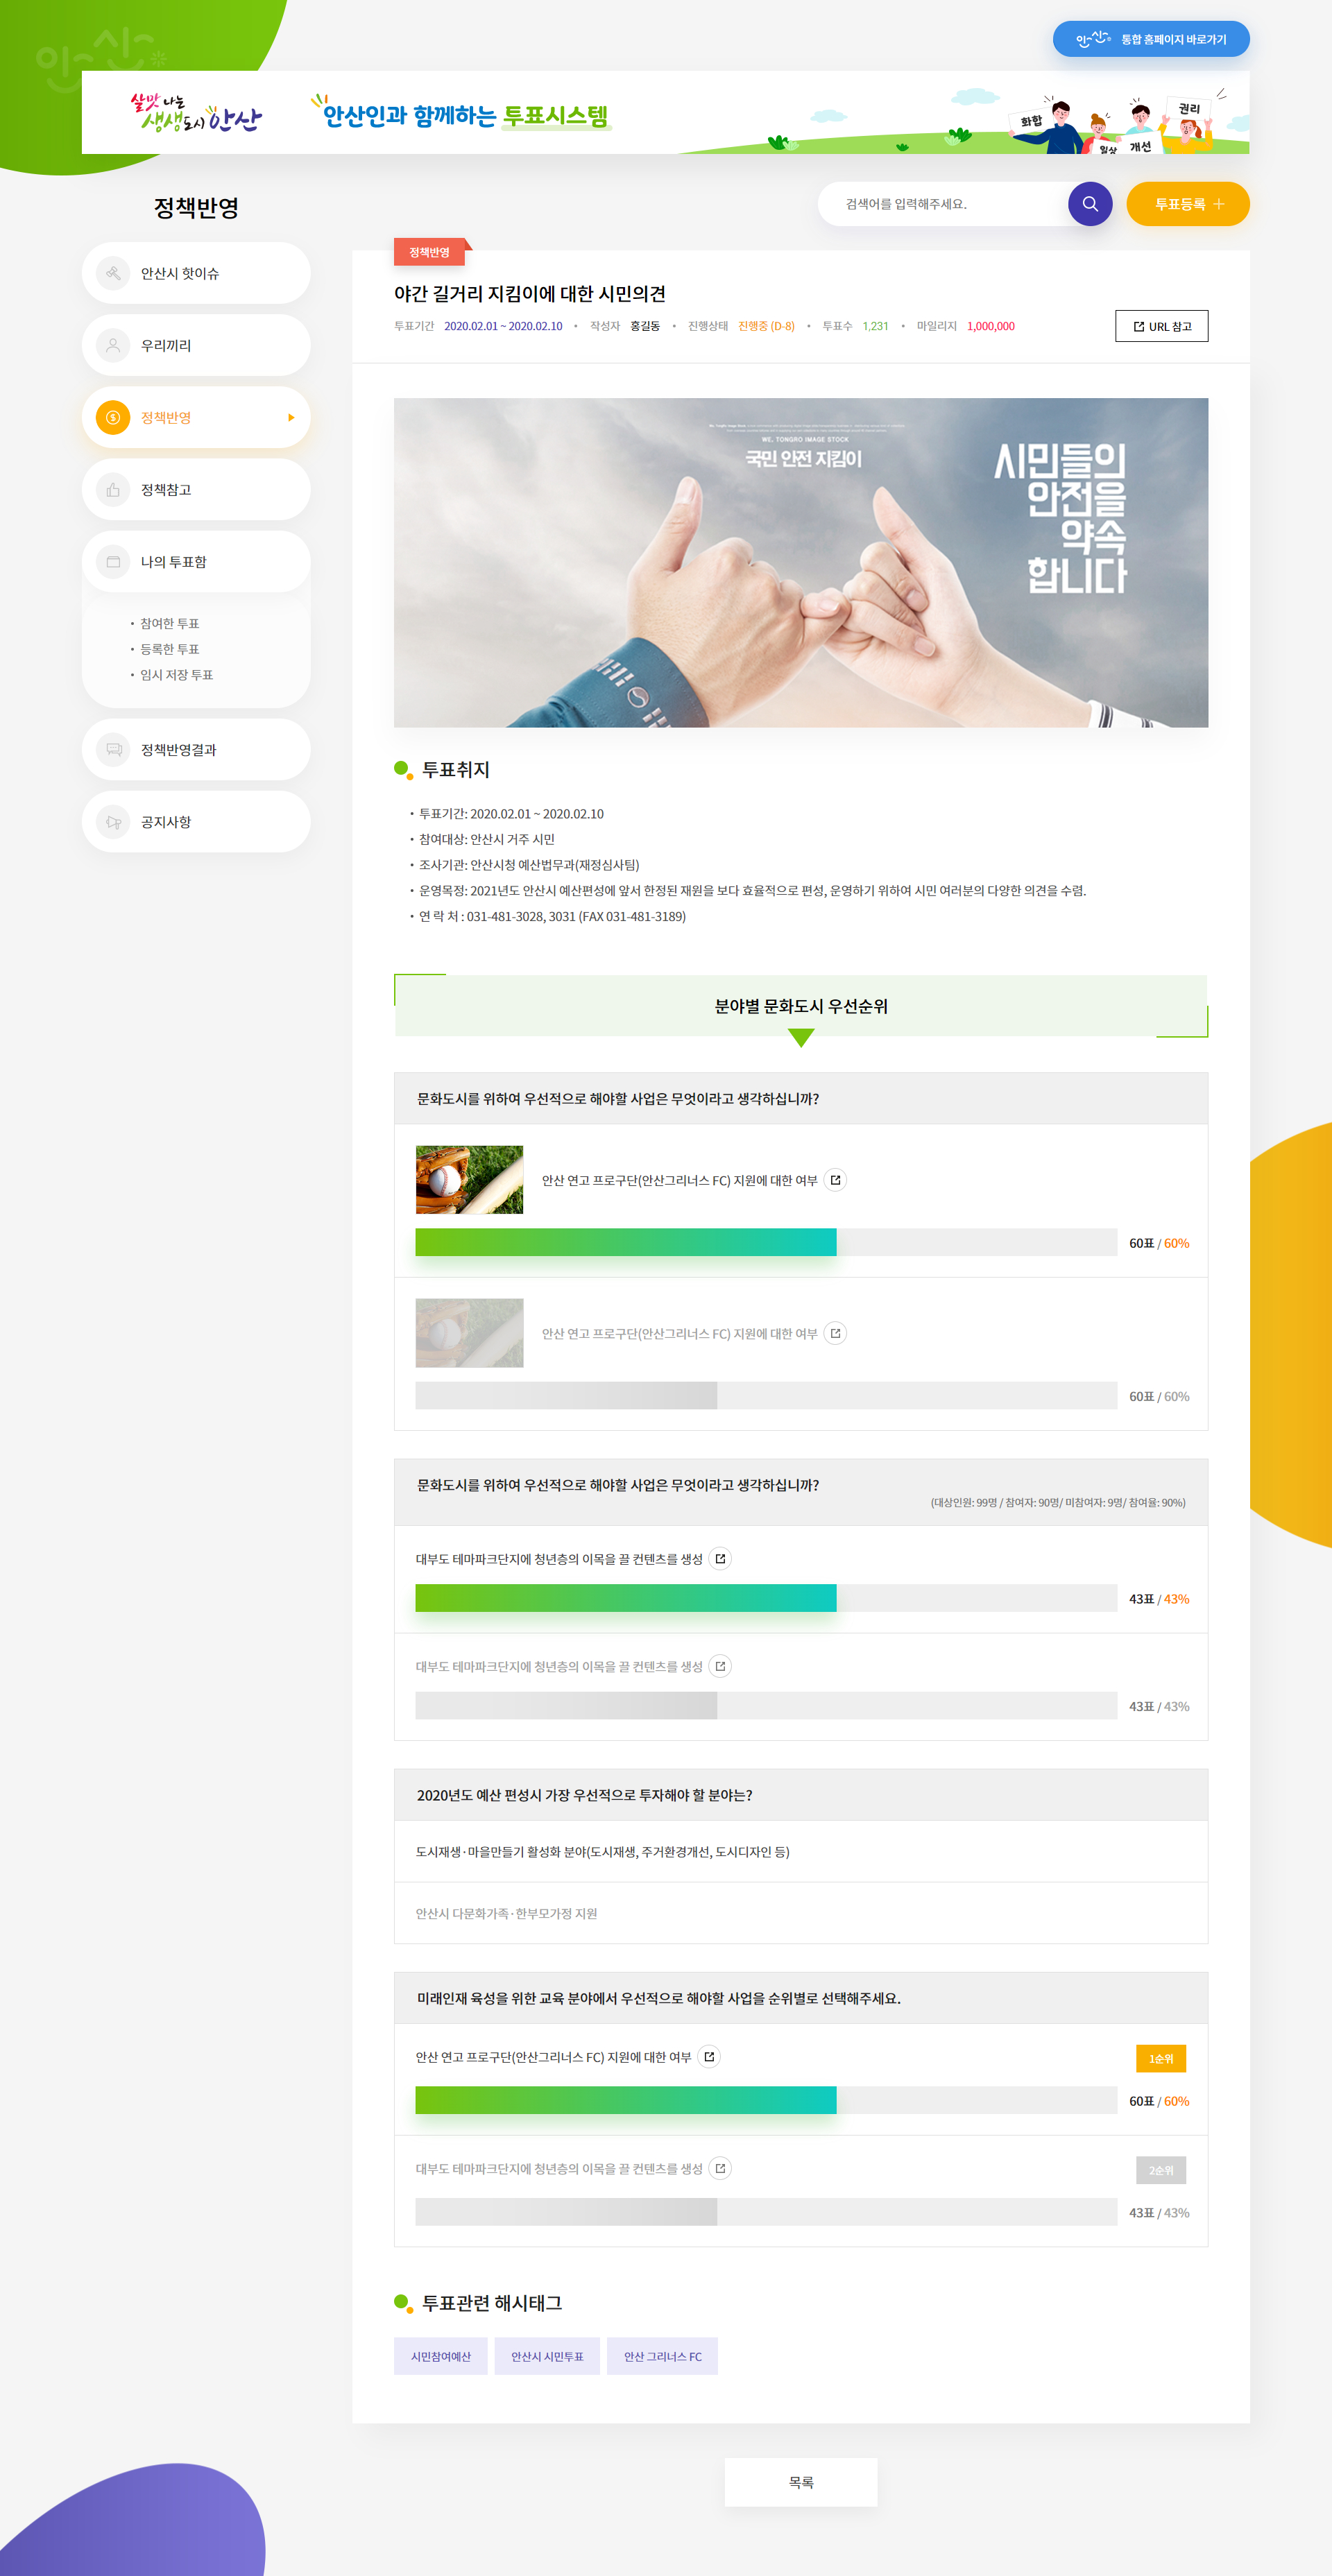 안산
안산 통합 홈페이지 바로가기
살맛 나는
생생도시 안산
안산인과 함께하는 투표시스템
화합
일상
개선
권리
정책반영
검색어를 입력해주세요.
투표등록
안산시 핫이슈
우리끼리
정책반영
정책참고
나의 투표함
· 참여한 투표
· 등록한 투표
· 임시 저장 투표
정책반영결과
공지사항
정책반영
야간 길거리 지킴이에 대한 시민의견
투표기간 2020.02.01 ~ 2020.02.10 • 작성자 홍길동 • 진행상태 진행중 (D-8) • 투표수 1,231 • 마일리지 1,000,000
URL 참고
WE, TONGRO IMAGE STOCK
국민 안전 지킴이
시민들의
안전을
약속
합니다
투표취지
· 투표기간: 2020.02.01 ~ 2020.02.10
· 참여대상: 안산시 거주 시민
· 조사기관: 안산시청 예산법무과(재정심사팀)
· 운영목정: 2021년도 안산시 예산편성에 앞서 한정된 재원을 보다 효율적으로 편성, 운영하기 위하여 시민 여러분의 다양한 의견을 수렴.
· 연 락 처 : 031-481-3028, 3031 (FAX 031-481-3189)
분야별 문화도시 우선순위
문화도시를 위하여 우선적으로 해야할 사업은 무엇이라고 생각하십니까?
안산 연고 프로구단(안산그리너스 FC) 지원에 대한 여부
60표 / 60%
안산 연고 프로구단(안산그리너스 FC) 지원에 대한 여부
60표 / 60%
문화도시를 위하여 우선적으로 해야할 사업은 무엇이라고 생각하십니까?
(대상인원: 99명 / 참여자: 90명/ 미참여자: 9명/ 참여율: 90%)
대부도 테마파크단지에 청년층의 이목을 끌 컨텐츠를 생성
43표 / 43%
대부도 테마파크단지에 청년층의 이목을 끌 컨텐츠를 생성
43표 / 43%
2020년도 예산 편성시 가장 우선적으로 투자해야 할 분야는?
도시재생·마을만들기 활성화 분야(도시재생, 주거환경개선, 도시디자인 등)
안산시 다문화가족·한부모가정 지원
미래인재 육성을 위한 교육 분야에서 우선적으로 해야할 사업을 순위별로 선택해주세요.
안산 연고 프로구단(안산그리너스 FC) 지원에 대한 여부
1순위
60표 / 60%
대부도 테마파크단지에 청년층의 이목을 끌 컨텐츠를 생성
2순위
43표 / 43%
투표관련 해시태그
시민참여예산
안산시 시민투표
안산 그리너스 FC
목록